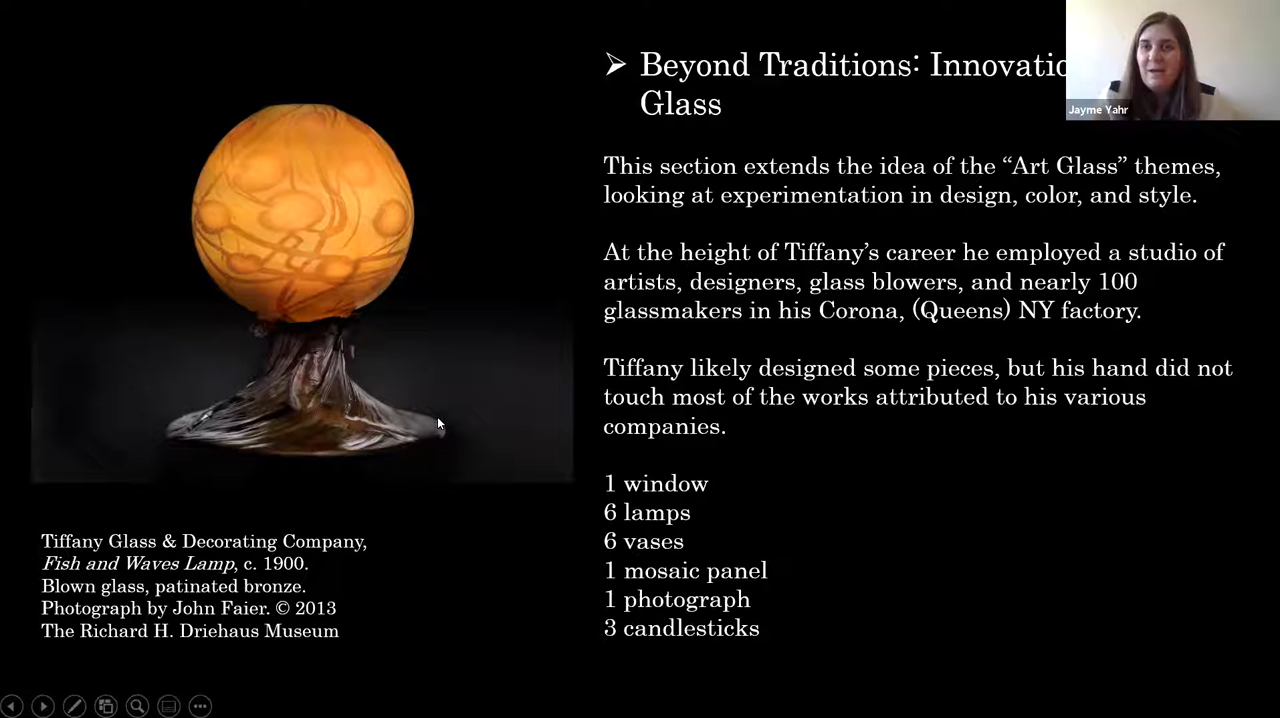 ➢ Beyond Traditions: Innovatio
Glass
Jayme Yahr
This section extends the idea of the “Art Glass” themes,
looking at experimentation in design, color, and style.
At the height of Tiffany’s career he employed a studio of
artists, designers, glass blowers, and nearly 100
glassmakers in his Corona, (Queens) NY factory.
Tiffany likely designed some pieces, but his hand did not
touch most of the works attributed to his various
companies.
1 window
6 lamps
6 vases
1 mosaic panel
1 photograph
3 candlesticks
Tiffany Glass & Decorating Company,
Fish and Waves Lamp, c. 1900.
Blown glass, patinated bronze.
Photograph by John Faier. © 2013
The Richard H. Driehaus Museum